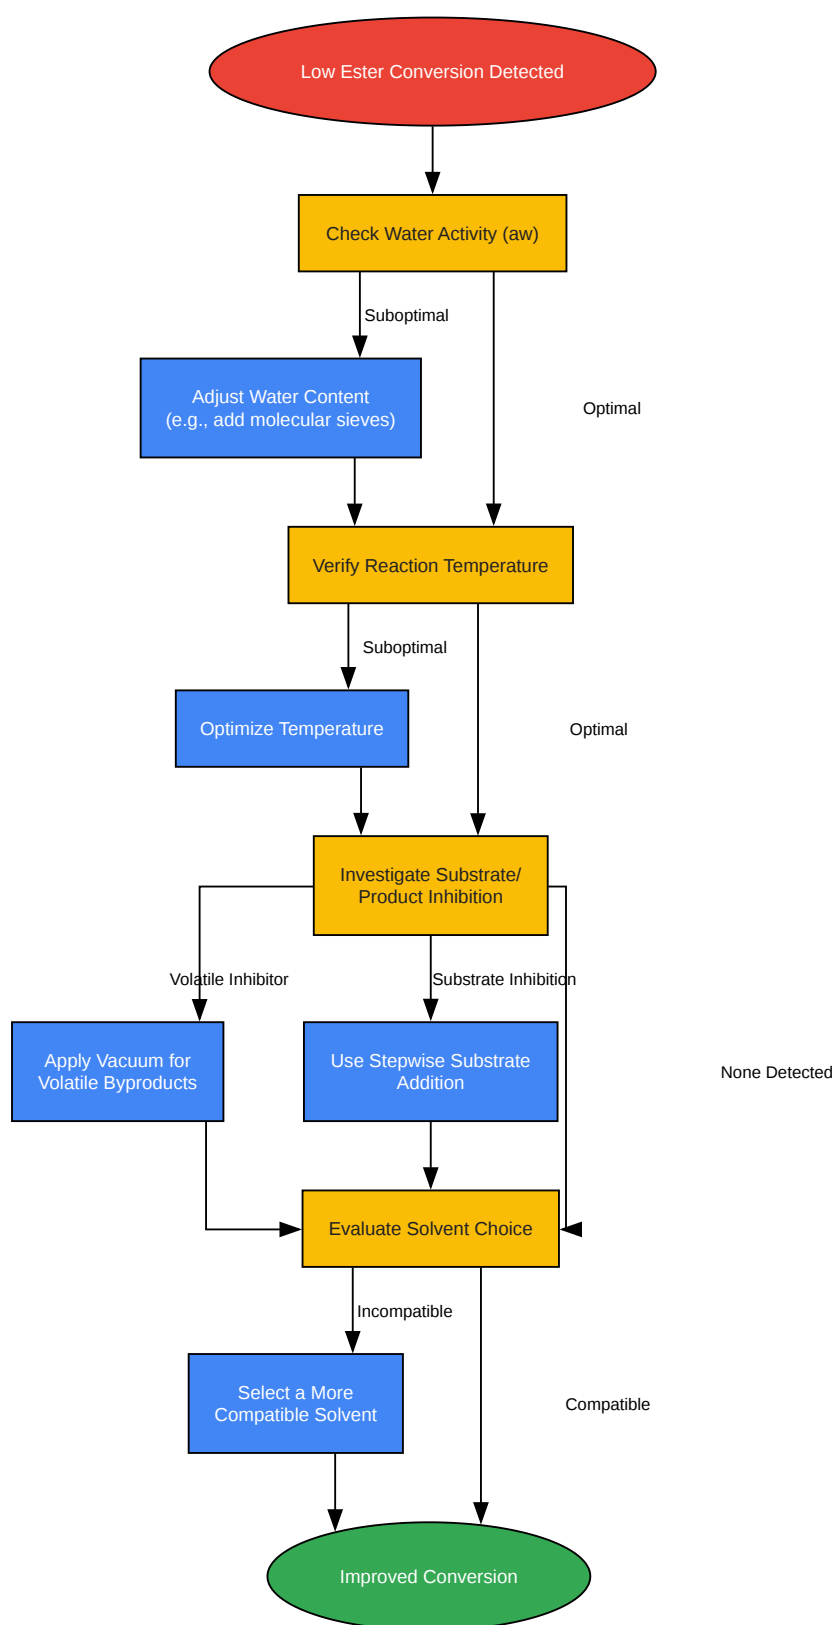 Low Ester Conversion Detected
Check Water Activity (aw)
Suboptimal
Adjust Water Content
(e.g., add molecular sieves)
Optimal
Verify Reaction Temperature
Suboptimal
Optimize Temperature
Optimal
Investigate Substrate/
Product Inhibition
Volatile Inhibitor
Substrate Inhibition
None Detected
Apply Vacuum for
Volatile Byproducts
Use Stepwise Substrate
Addition
Evaluate Solvent Choice
Incompatible
Select a More
Compatible Solvent
Compatible
Improved Conversion